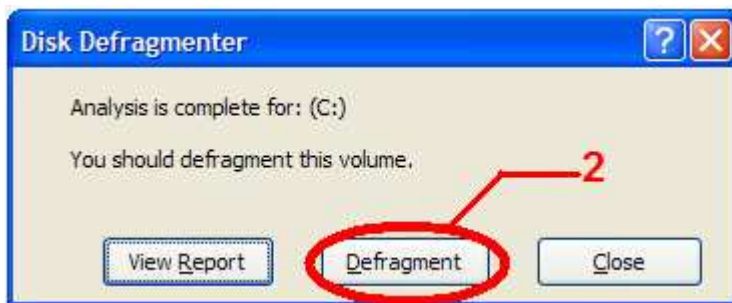 Disk Defragmenter ?
Analysis is complete for: (C:)
You should defragment this volume.
2
View Report Defragment Close